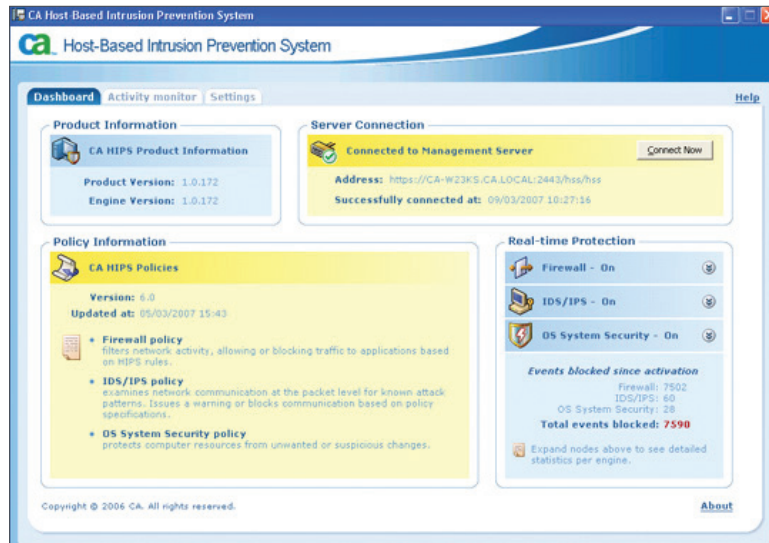 CA Host-Based Intrusion Prevention System
ca Host-Based Intrusion Prevention System
Dashboard Activity monitor Settings
Help
Product Information
CA HIPS Product Information
Product Version: 1.0.172
Engine Version: 1.0.172
Server Connection
Connected to Management Server
Connect Now
Address: https://CA-W23KS.CA.LOCAL:2443/hss/hss
Successfully connected at: 09/03/2007 10:27:16
Policy Information
CA HIPS Policies
Version: 6.0
Updated at: 05/03/2007 15:43
Firewall policy
filters network activity, allowing or blocking traffic to applications based
on HIPS rules.
IDS/IPS policy
examines network communication at the packet level for known attack
patterns. Issues a warning or blocks communication based on policy
specifications.
OS System Security policy
protects computer resources from unwanted or suspicious changes.
Real-time Protection
Firewall - On
IDS/IPS - On
OS System Security - On
Events blocked since activation
Firewall: 7502
IDS/IPS: 60
OS System Security: 28
Total events blocked: 7590
Expand nodes above to see detailed
statistics per engine.
Copyright © 2006 CA. All rights reserved.
About